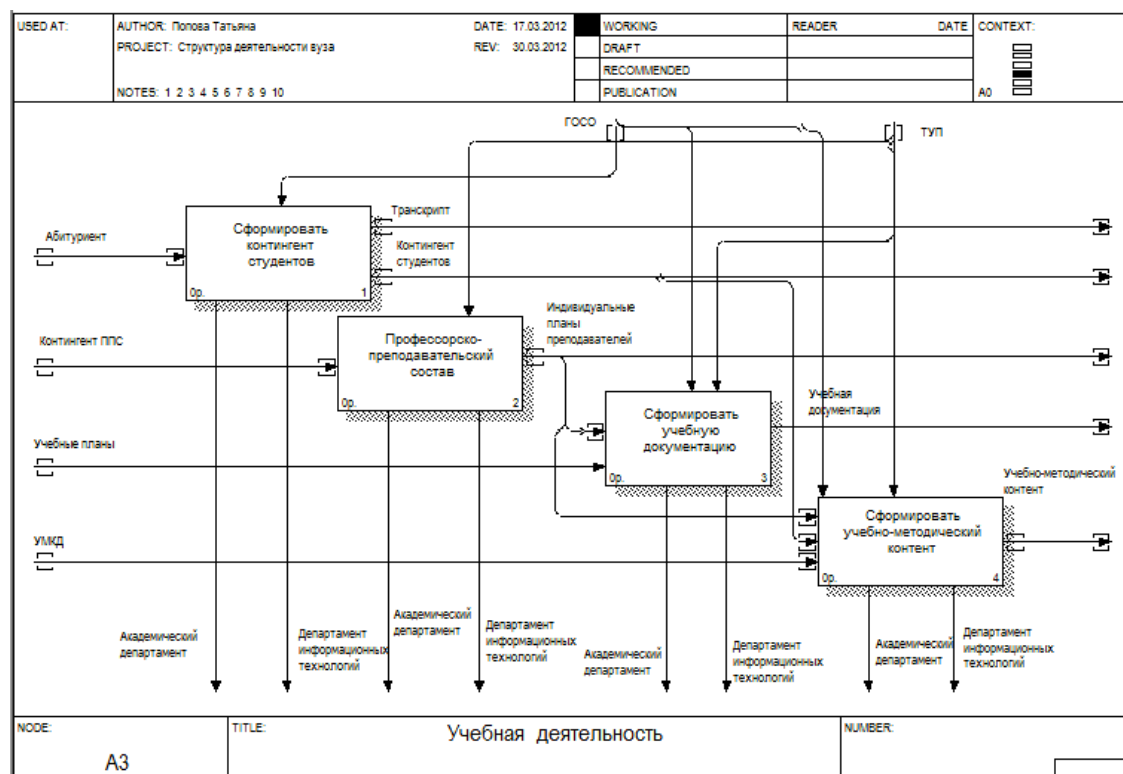 USED AT:
AUTHOR: Попова Татьяна
DATE: 17.03.2012
WORKING
READER
DATE
CONTEXT:
PROJECT: Структура деятельности вуза
REV: 30.03.2012
DRAFT
RECOMMENDED
NOTES: 1 2 3 4 5 6 7 8 9 10
PUBLICATION
A0
ГОСО
ТУП
Транскрипт
Абитуриент
Сформировать
контингент
студентов
0р.
1
Контингент
студентов
Индивидуальные
планы
преподавателей
Контингент ППС
Профессорско-
преподавательский
состав
0р.
2
Учебная
документация
Сформировать
учебную
документацию
0р.
3
Учебные планы
Учебно-методический
контент
Сформировать
учебно-методический
контент
0р.
4
УМКД
Академический
департамент
Департамент
информационных
технологий
Академический
департамент
Департамент
информационных
технологий
Академический
департамент
Департамент
информационных
технологий
Академический
департамент
Департамент
информационных
технологий
NODE:
TITLE:
Учебная деятельность
NUMBER:
A3